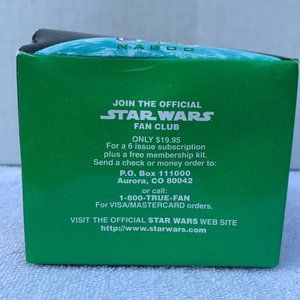 NABOO
JOIN THE OFFICIAL
STAR WARS
FAN CLUB
ONLY $19.95
For a 6 issue subscription
plus a free membership kit.
Send a check or money order to:
P.O. Box 111000
Aurora, CO 80042
or call:
1-800-TRUE-FAN
For VISA/MASTERCARD orders.
VISIT THE OFFICIAL STAR WARS WEB SITE
http://www.starwars.com